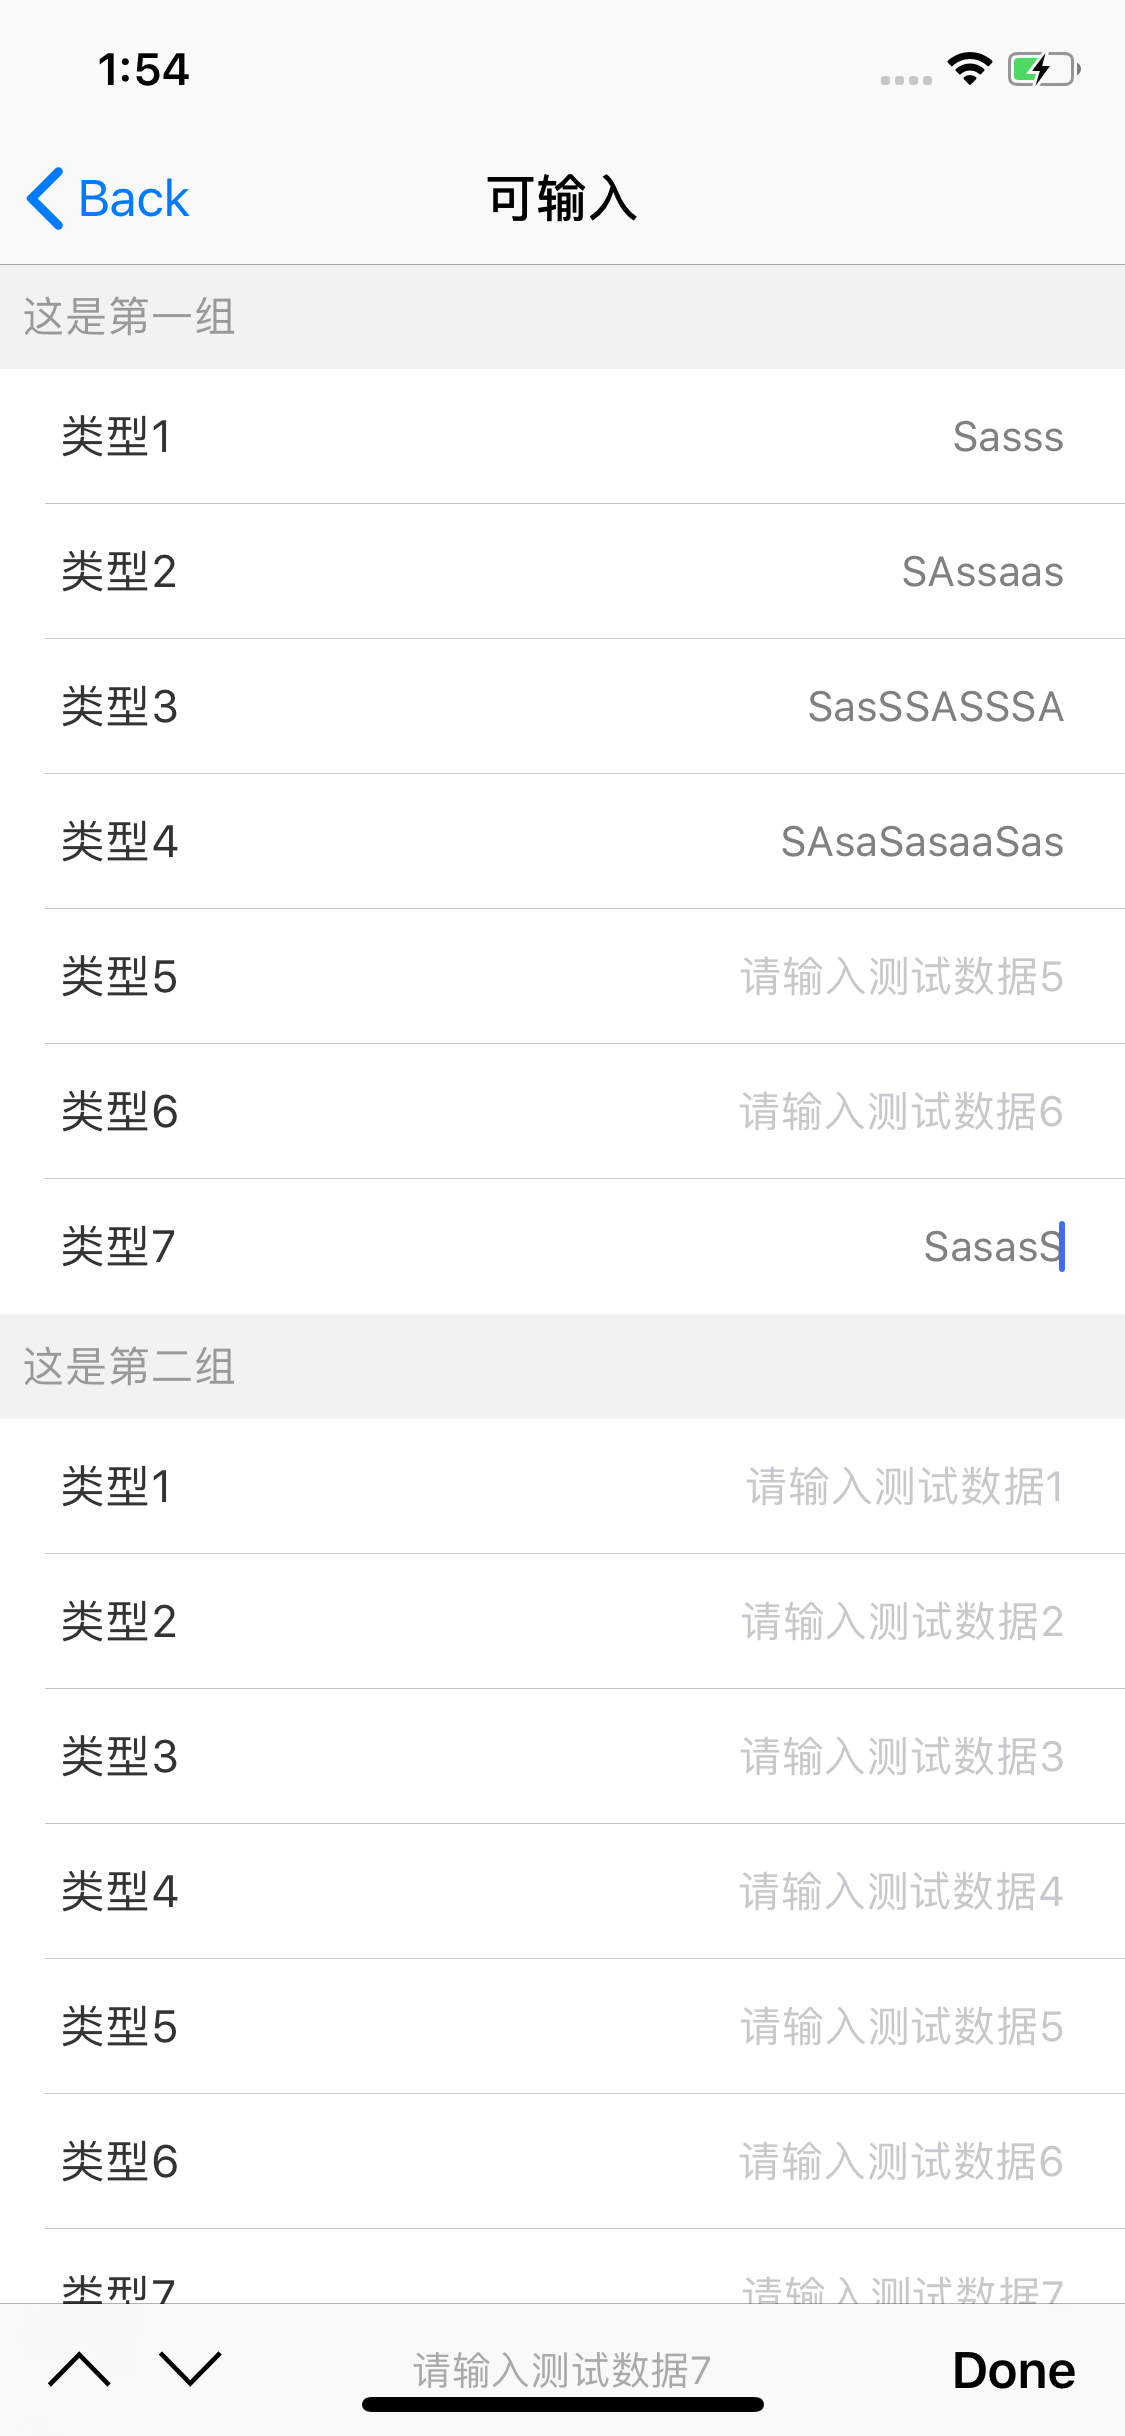 1:54
Back
可输入
这是第一组
类型1 Sasss
类型2 SAssaas
类型3 SasSSASSSA
类型4 SAsaSasaaSas
类型5 请输入测试数据5
类型6 请输入测试数据6
类型7 SasasS
这是第二组
类型1 请输入测试数据1
类型2 请输入测试数据2
类型3 请输入测试数据3
类型4 请输入测试数据4
类型5 请输入测试数据5
类型6 请输入测试数据6
类型7 请输入测试数据7
请输入测试数据7 Done